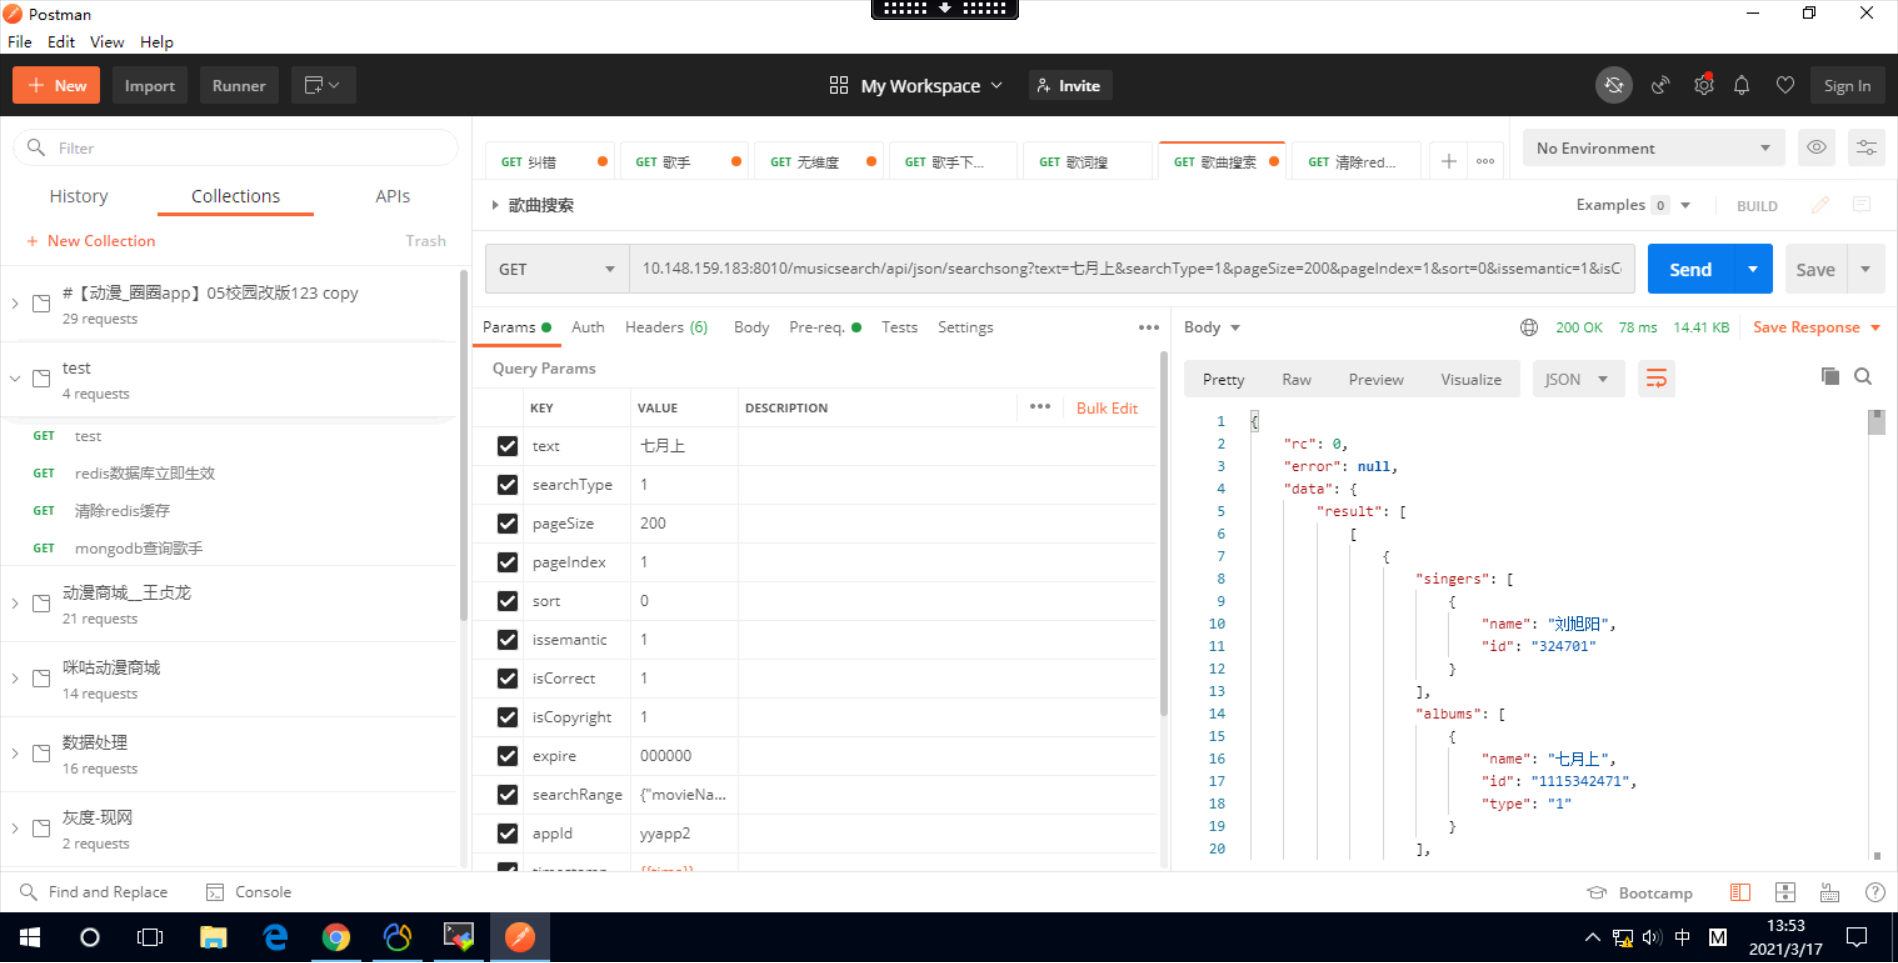 Postman
File Edit View Help
New Import Runner My Workspace Invite Sign In
Filter
History Collections APIs
+ New Collection Trash
#【动漫_圈圈app】05校园改版123 copy
29 requests
test
4 requests
GET test
GET redis数据库立即生效
GET 清除redis缓存
GET mongodb查询歌手
动漫商城__王贞龙
21 requests
咪咕动漫商城
14 requests
数据处理
16 requests
灰度-现网
2 requests
GET 纠错 GET 歌手 GET 无维度 GET 歌手下... GET 歌词搜 GET 歌曲搜索 GET 清除red...
No Environment
歌曲搜索
Examples 0 BUILD
GET 10.148.159.183:8010/musicsearch/api/json/searchsong?text=七月上&searchType=1&pageSize=200&pageIndex=1&sort=0&issemantic=1&isC
Send Save
Params Auth Headers (6) Body Pre-req. Tests Settings
Query Params
KEY VALUE DESCRIPTION Bulk Edit
text 七月上
searchType 1
pageSize 200
pageIndex 1
sort 0
issemantic 1
isCorrect 1
isCopyright 1
expire 000000
searchRange {"movieNa...
appId yyapp2
timestamp {{time}}
Body 200 OK 78 ms 14.41 KB Save Response
Pretty Raw Preview Visualize JSON
1 {
2 "rc": 0,
3 "error": null,
4 "data": {
5 "result": [
6 [
7 {
8 "singers": [
9 {
10 "name": "刘旭阳",
11 "id": "324701"
12 }
13 ],
14 "albums": [
15 {
16 "name": "七月上",
17 "id": "1115342471",
18 "type": "1"
19 }
20 ],
Find and Replace Console Bootcamp
中 M
13:53
2021/3/17